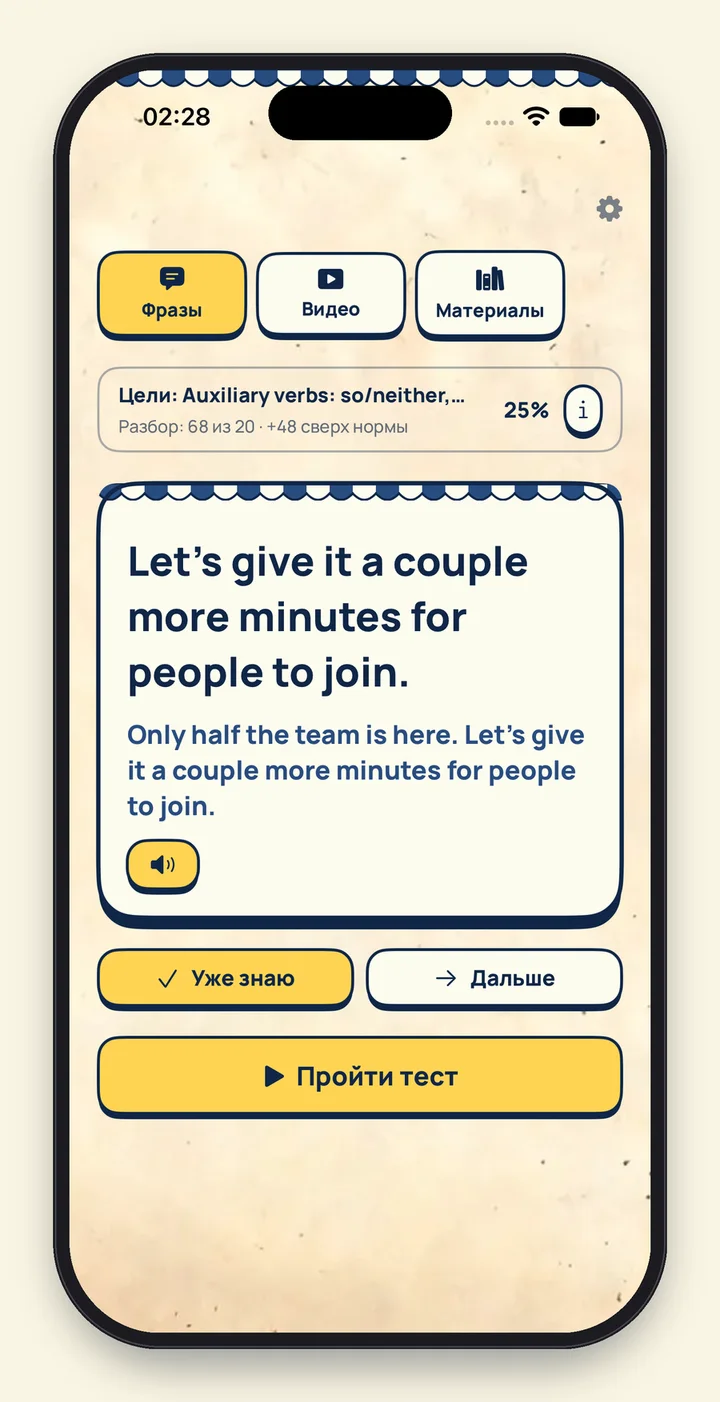 02:28
Фразы
Видео
Материалы
Цели: Auxiliary verbs: so/neither,...
25%
i
Разбор: 68 из 20 · +48 сверх нормы
Let's give it a couple
more minutes for
people to join.
Only half the team is here. Let's give
it a couple more minutes for people
to join.
Уже знаю
Дальше
Пройти тест